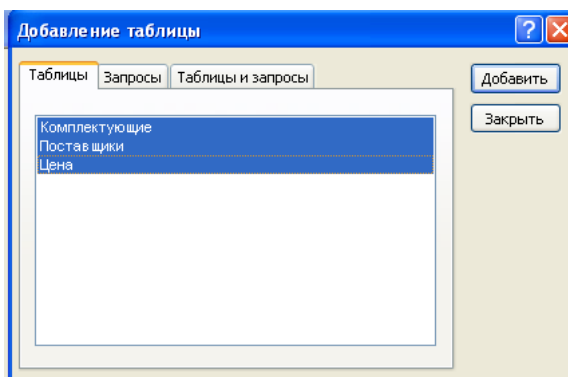 Добавление таблицы
Таблицы Запросы Таблицы и запросы
Добавить
Закрыть
Комплектующие
Поставщики
Цена